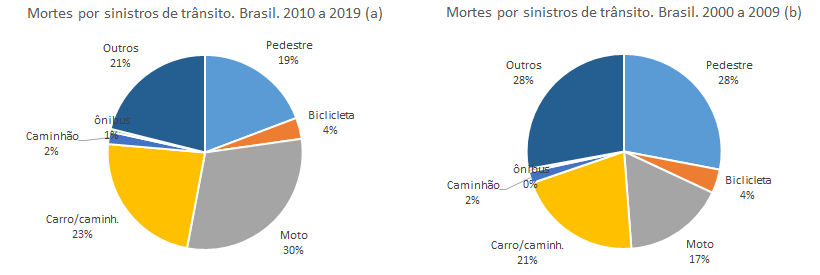 Mortes por sinistros de trânsito. Brasil. 2010 a 2019 (a)
Pedestre
19%
Biclicleta
4%
Moto
30%
Carro/caminh.
23%
Caminhão
2%
ônibus
1%
Outros
21%
Mortes por sinistros de trânsito. Brasil. 2000 a 2009 (b)
Pedestre
28%
Biclicleta
4%
Moto
17%
Carro/caminh.
21%
Caminhão
2%
ônibus
0%
Outros
28%